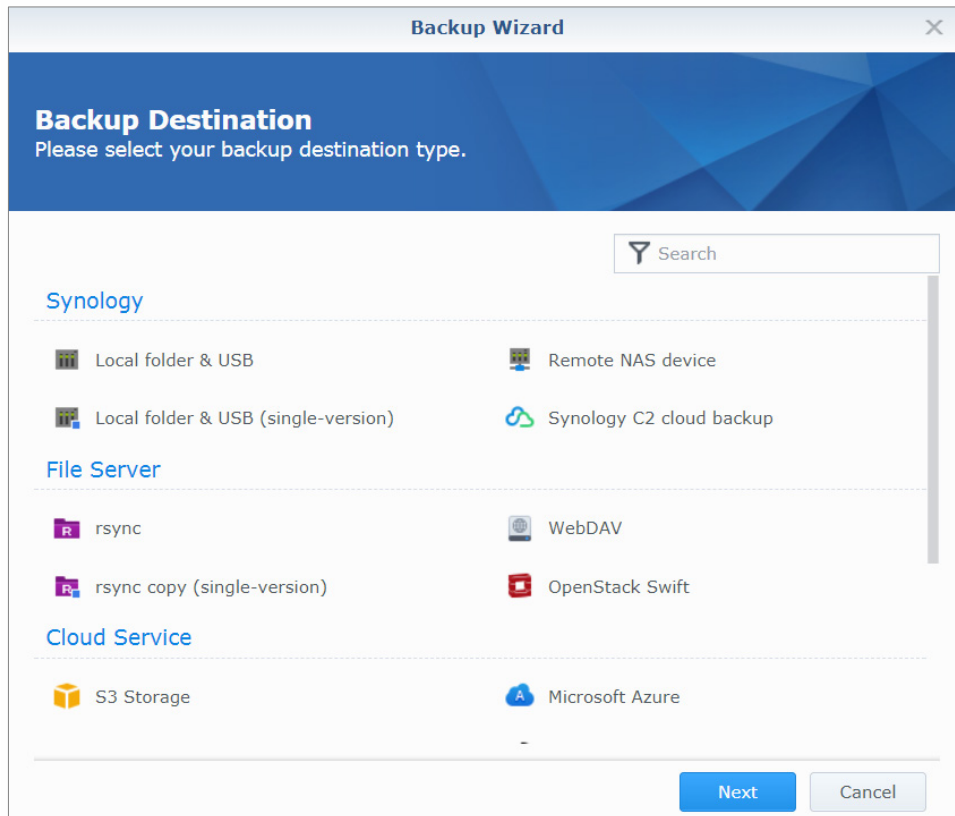 Backup Wizard
Backup Destination
Please select your backup destination type.
Search
Synology
Local folder & USB
Remote NAS device
Local folder & USB (single-version)
Synology C2 cloud backup
File Server
rsync
WebDAV
rsync copy (single-version)
OpenStack Swift
Cloud Service
S3 Storage
Microsoft Azure
Next
Cancel